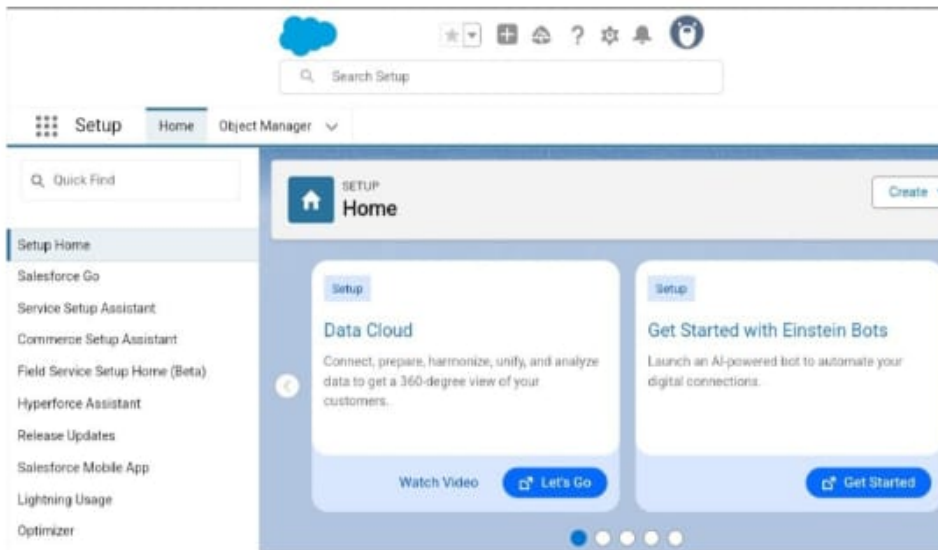 Search Setup
Setup
Home
Object Manager
Quick Find
Setup Home
Salesforce Go
Service Setup Assistant
Commerce Setup Assistant
Field Service Setup Home (Beta)
Hyperforce Assistant
Release Updates
Salesforce Mobile App
Lightning Usage
Optimizer
SETUP
Home
Create
Setup
Data Cloud
Connect, prepare, harmonize, unify, and analyze
data to get a 360-degree view of your
customers.
Watch Video
Let's Go
Setup
Get Started with Einstein Bots
Launch an AI-powered bot to automate your
digital connections.
Get Started